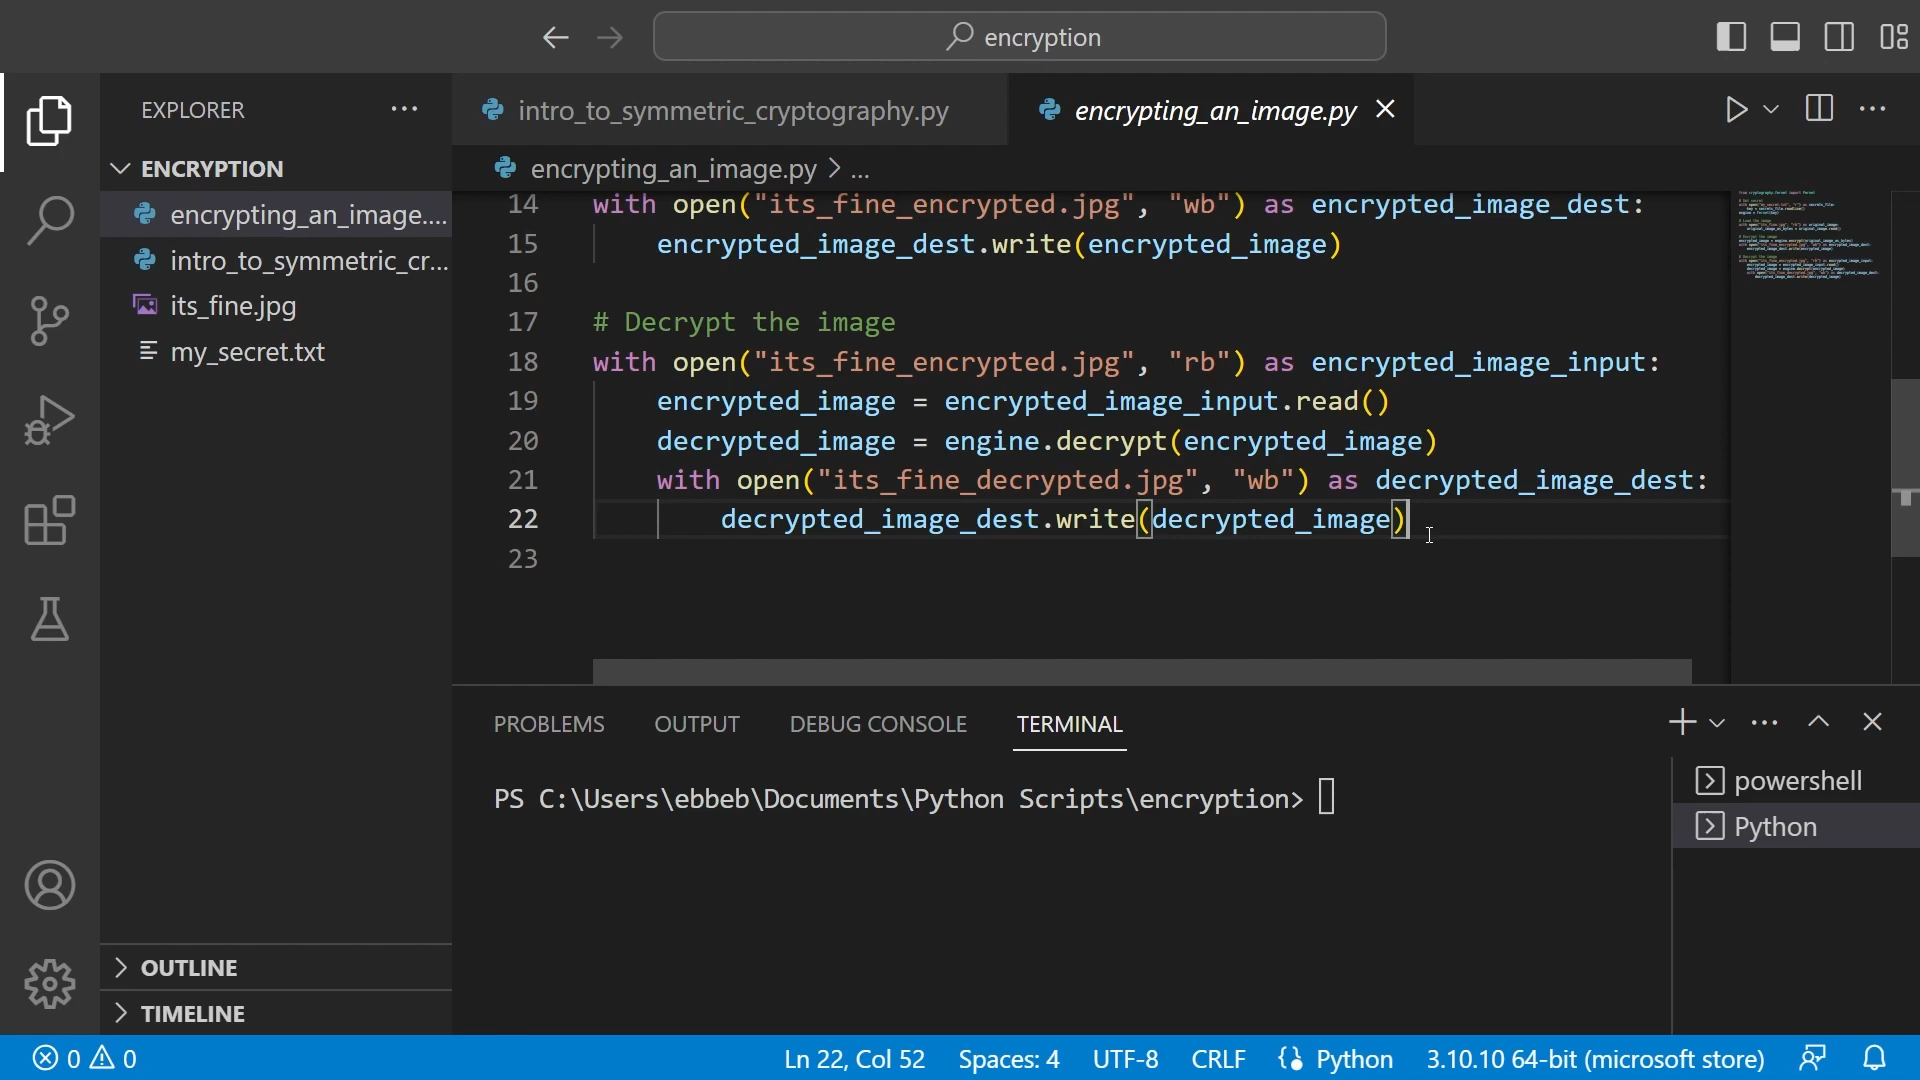 encryption
EXPLORER
ENCRYPTION
encrypting_an_image....
intro_to_symmetric_cr...
its_fine.jpg
my_secret.txt
OUTLINE
TIMELINE
intro_to_symmetric_cryptography.py
encrypting_an_image.py
encrypting_an_image.py > ...
14 with open("its_fine_encrypted.jpg", "wb") as encrypted_image_dest:
15     encrypted_image_dest.write(encrypted_image)
16
17 # Decrypt the image
18 with open("its_fine_encrypted.jpg", "rb") as encrypted_image_input:
19     encrypted_image = encrypted_image_input.read()
20     decrypted_image = engine.decrypt(encrypted_image)
21     with open("its_fine_decrypted.jpg", "wb") as decrypted_image_dest:
22         decrypted_image_dest.write(decrypted_image)
23
PROBLEMS OUTPUT DEBUG CONSOLE TERMINAL
PS C:\Users\ebbeb\Documents\Python Scripts\encryption>
powershell
Python
0 0 Ln 22, Col 52 Spaces: 4 UTF-8 CRLF Python 3.10.10 64-bit (microsoft store)